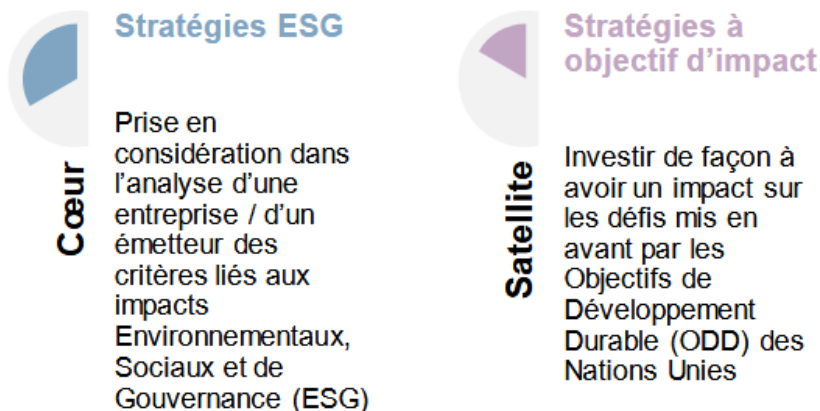 Stratégies ESG
Cœur
Prise en
considération dans
l'analyse d'une
entreprise / d'un
émetteur des
critères liés aux
impacts
Environnementaux,
Sociaux et de
Gouvernance (ESG)
Stratégies à
objectif d'impact
Satellite
Investir de façon à
avoir un impact sur
les défis mis en
avant par les
Objectifs de
Développement
Durable (ODD) des
Nations Unies